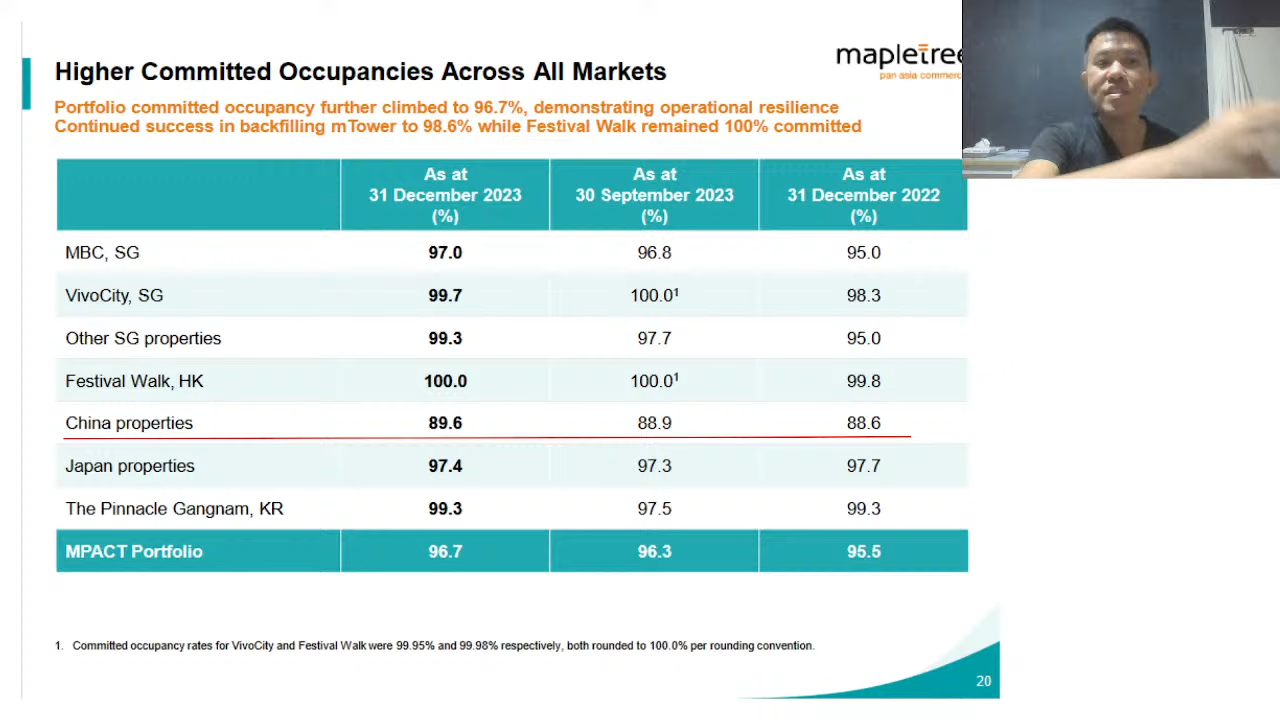 Higher Committed Occupancies Across All Markets
mapletree
pan asia commerc
Portfolio committed occupancy further climbed to 96.7%, demonstrating operational resilience
Continued success in backfilling mTower to 98.6% while Festival Walk remained 100% committed
As at 31 December 2023 (%)
As at 30 September 2023 (%)
As at 31 December 2022 (%)
MBC, SG 97.0 96.8 95.0
VivoCity, SG 99.7 100.0¹ 98.3
Other SG properties 99.3 97.7 95.0
Festival Walk, HK 100.0 100.0¹ 99.8
China properties 89.6 88.9 88.6
Japan properties 97.4 97.3 97.7
The Pinnacle Gangnam, KR 99.3 97.5 99.3
MPACT Portfolio 96.7 96.3 95.5
1. Committed occupancy rates for VivoCity and Festival Walk were 99.95% and 99.98% respectively, both rounded to 100.0% per rounding convention.
20